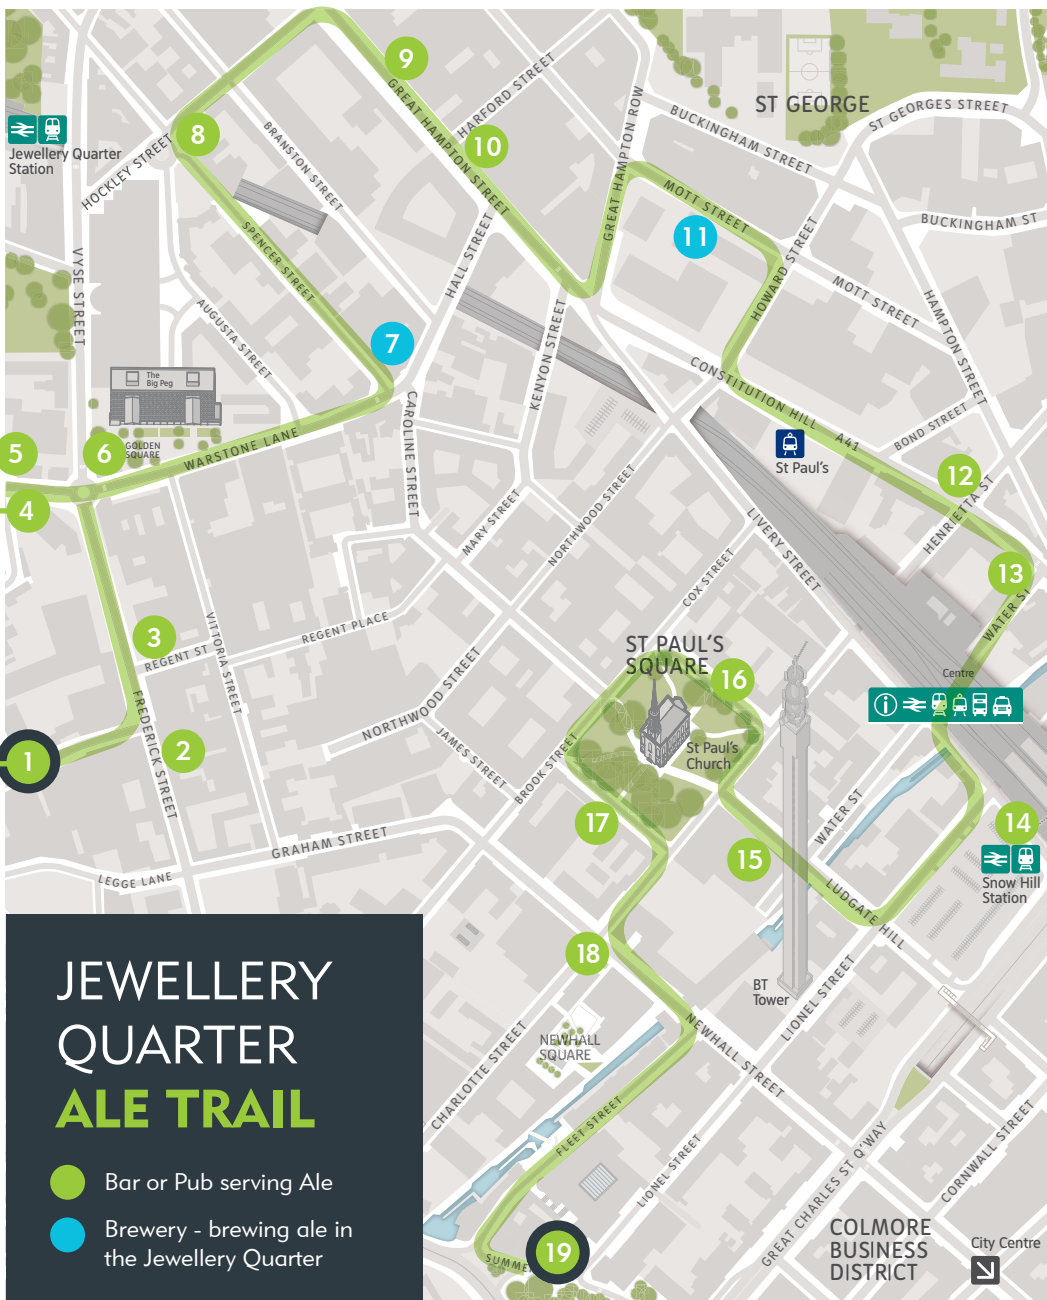 9
GREAT HAMPTON STREET
HARFORD STREET
ST GEORGE
BUCKINGHAM STREET
ST GEORGES STREET
Jewellery Quarter
Station
HOCKLEY STREET
8
BRANSTON STREET
10
GREAT HAMPTON ROW
MOTT STREET
11
HOWARD STREET
BUCKINGHAM ST
VYSE STREET
SPENCER STREET
HALL STREET
MOTT STREET
HAMPTON STREET
AUGUSTA STREET
7
KENYON STREET
CONSTITUTION HILL A41
BOND STREET
The
Big Peg
St Paul's
5
6
GOLDEN
SQUARE
WARSTONE LANE
CAROLINE STREET
12
HENRIETTA ST
4
MARY STREET
NORTHWOOD STREET
LIVERY STREET
COX STREET
13
WATER ST
3
REGENT ST
VITTORIA STREET
REGENT PLACE
ST PAUL'S
SQUARE
16
Centre
FREDERICK STREET
NORTHWOOD STREET
JAMES STREET
BROOK STREET
St Paul's
Church
1
2
17
WATER ST
14
Snow Hill
Station
GRAHAM STREET
LEGGE LANE
15
LUDGATE HILL
18
BT
Tower
LIONEL STREET
NEWHALL
SQUARE
CHARLOTTE STREET
NEWHALL STREET
FLEET STREET
LIONEL STREET
GREAT CHARLES ST Q'WAY
CORNWALL STREET
19
COLMORE
BUSINESS
DISTRICT
City Centre
JEWELLERY
QUARTER
ALE TRAIL
Bar or Pub serving Ale
Brewery - brewing ale in
the Jewellery Quarter